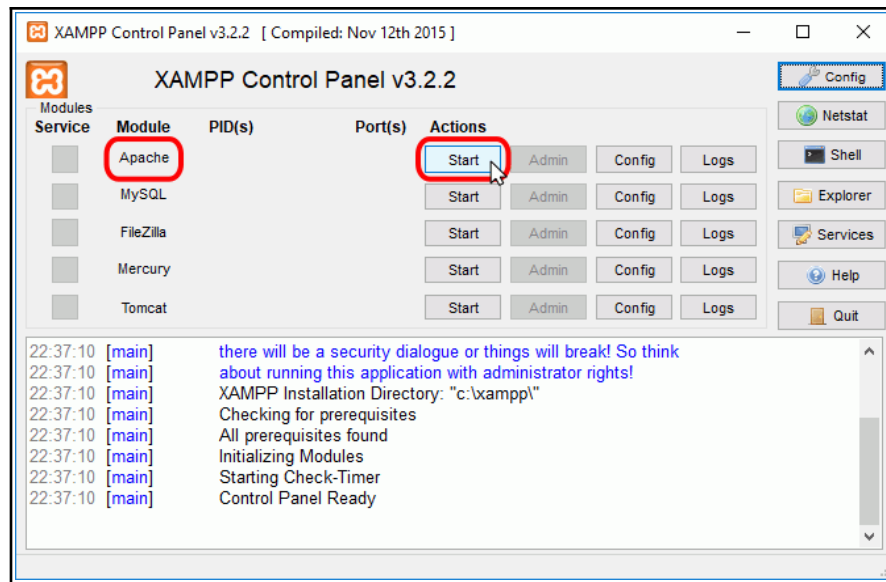 XAMPP Control Panel v3.2.2 [ Compiled: Nov 12th 2015 ]
XAMPP Control Panel v3.2.2
Config
Modules
Service Module PID(s) Port(s) Actions
Netstat
Apache Start Admin Config Logs
Shell
MySQL Start Admin Config Logs
Explorer
FileZilla Start Admin Config Logs
Services
Mercury Start Admin Config Logs
Help
Tomcat Start Admin Config Logs
Quit
22:37:10 [main] there will be a security dialogue or things will break! So think
22:37:10 [main] about running this application with administrator rights!
22:37:10 [main] XAMPP Installation Directory: "c:\xampp\"
22:37:10 [main] Checking for prerequisites
22:37:10 [main] All prerequisites found
22:37:10 [main] Initializing Modules
22:37:10 [main] Starting Check-Timer
22:37:10 [main] Control Panel Ready